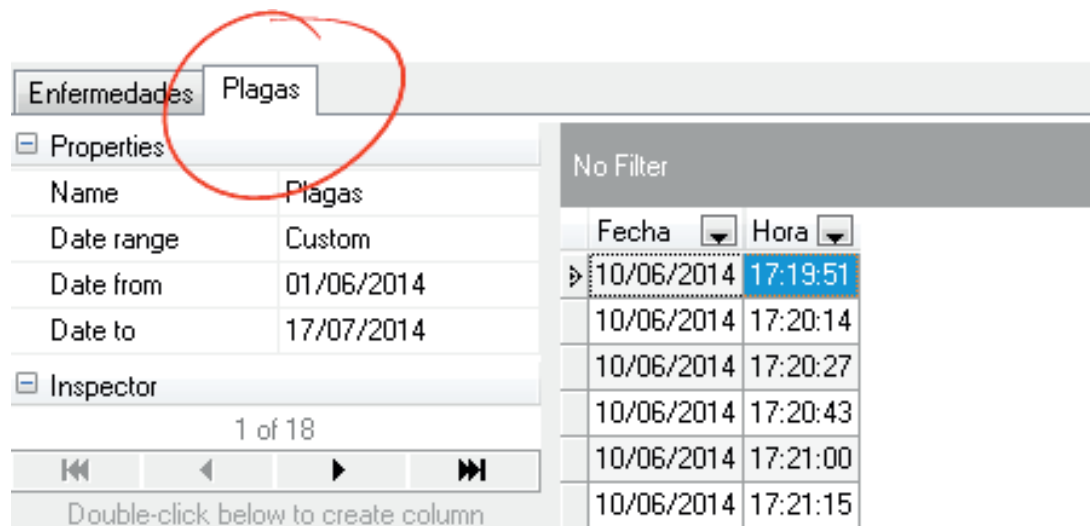 Enfermedades Plagas
Properties
Name Plagas
Date range Custom
Date from 01/06/2014
Date to 17/07/2014
Inspector
1 of 18
Double-click below to create column
No Filter
Fecha Hora
10/06/2014 17:19:51
10/06/2014 17:20:14
10/06/2014 17:20:27
10/06/2014 17:20:43
10/06/2014 17:21:00
10/06/2014 17:21:15